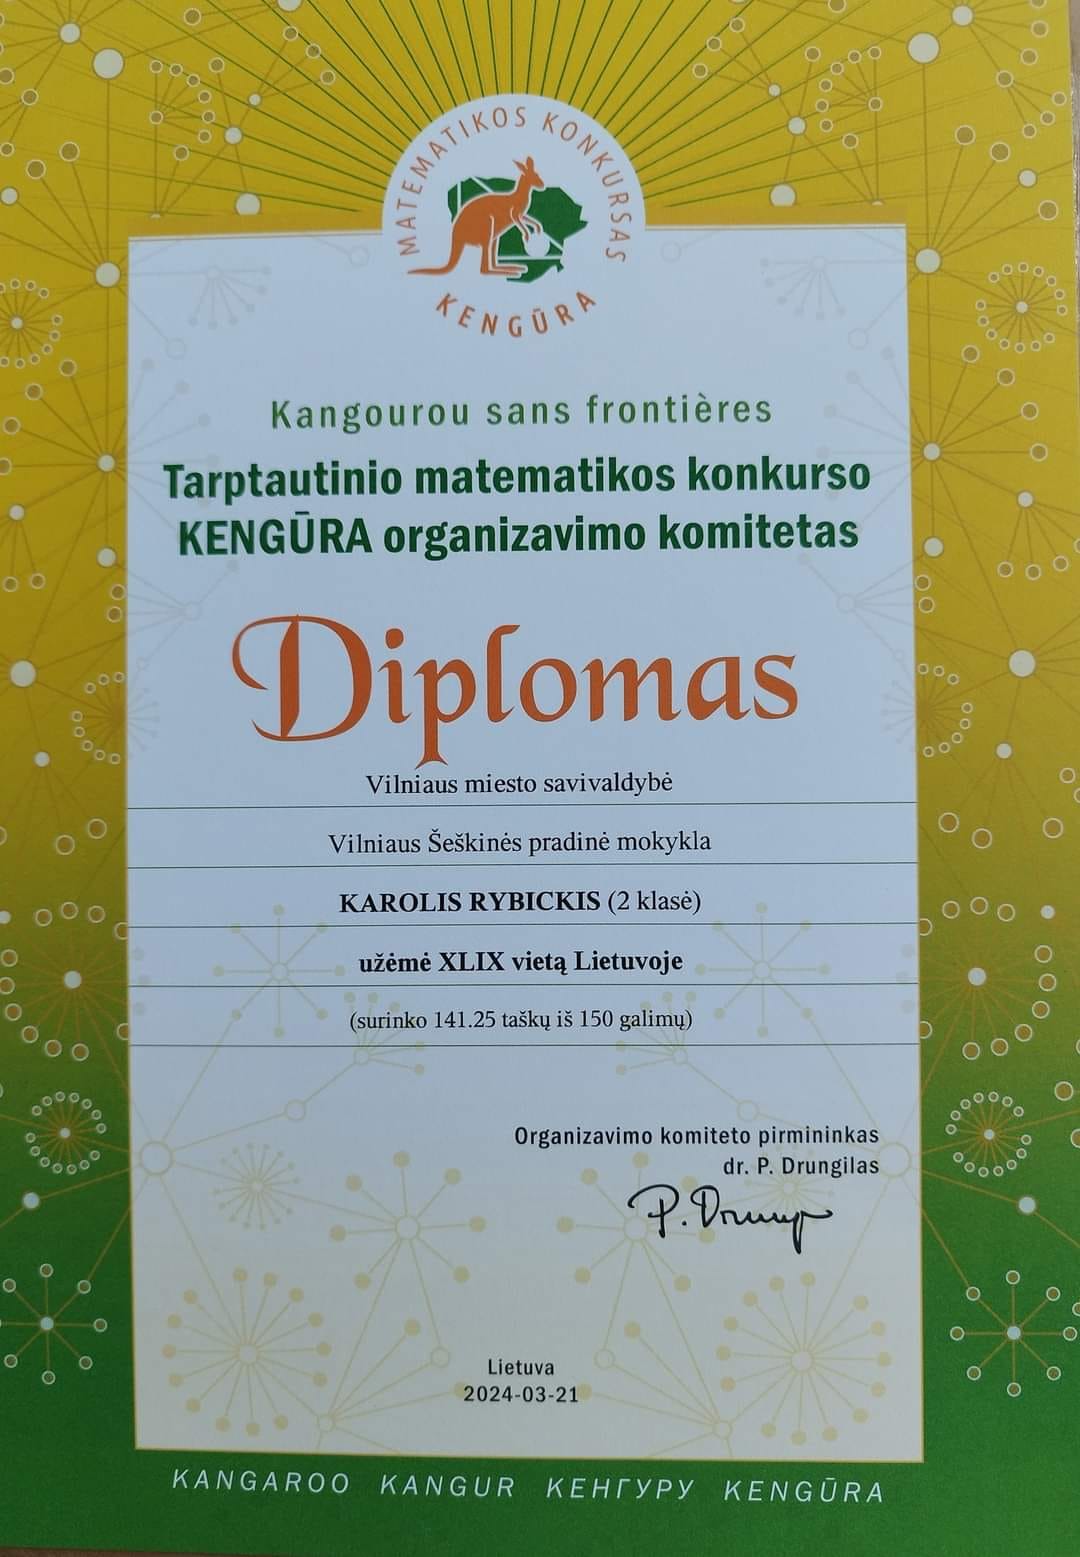 MATEMATIKOS KONKURSAS
KENGŪRA
Kangourou sans frontières
Tarptautinio matematikos konkurso
KENGŪRA organizavimo komitetas
Diplomas
Vilniaus miesto savivaldybė
Vilniaus Šeškinės pradinė mokykla
KAROLIS RYBICKIS (2 klasė)
užėmė XLIX vietą Lietuvoje
(surinko 141.25 taškų iš 150 galimų)
Organizavimo komiteto pirmininkas
dr. P. Drungilas
Lietuva
2024-03-21
KANGAROO KANGUR КЕНГУРУ KENGŪRA